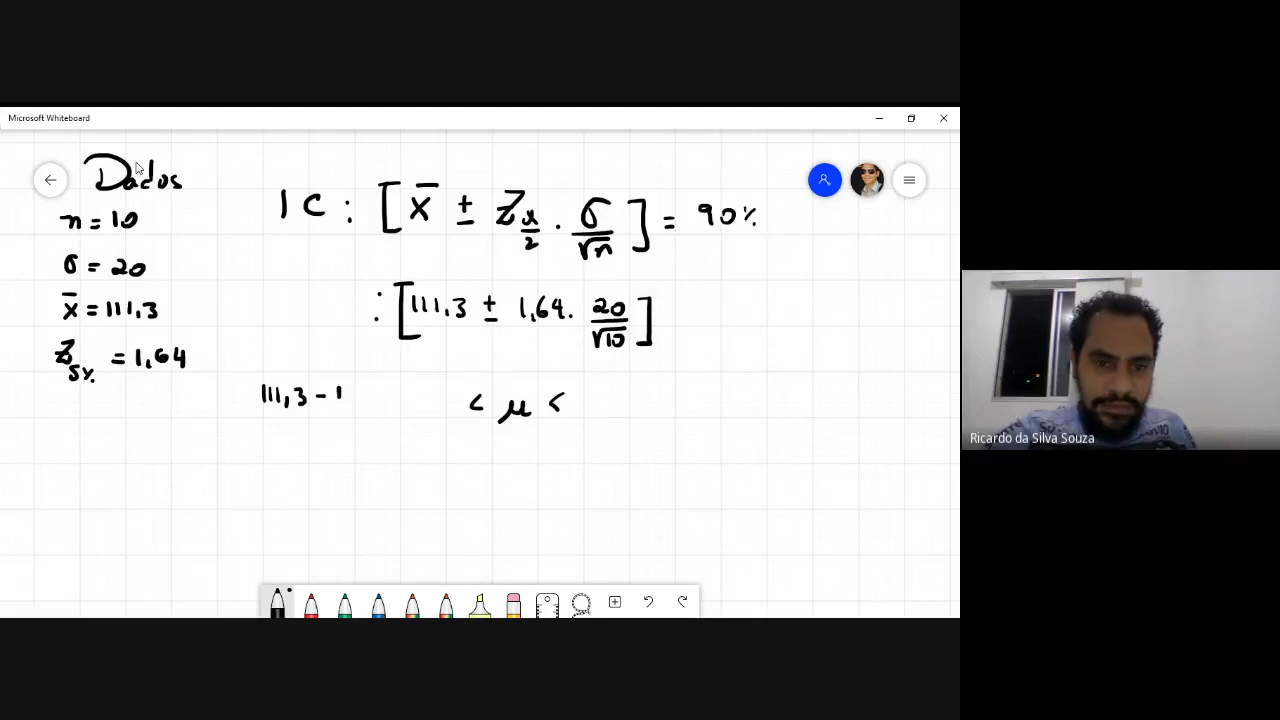 Microsoft Whiteboard
Dados
n = 10
σ = 20
x̄ = 111,3
Z5% = 1,64
IC : [x̄ ± Zα/2 . σ/√n] = 90%
: [111,3 ± 1,64. 20/√10]
111,3 - 1 < μ <
Ricardo da Silva Souza